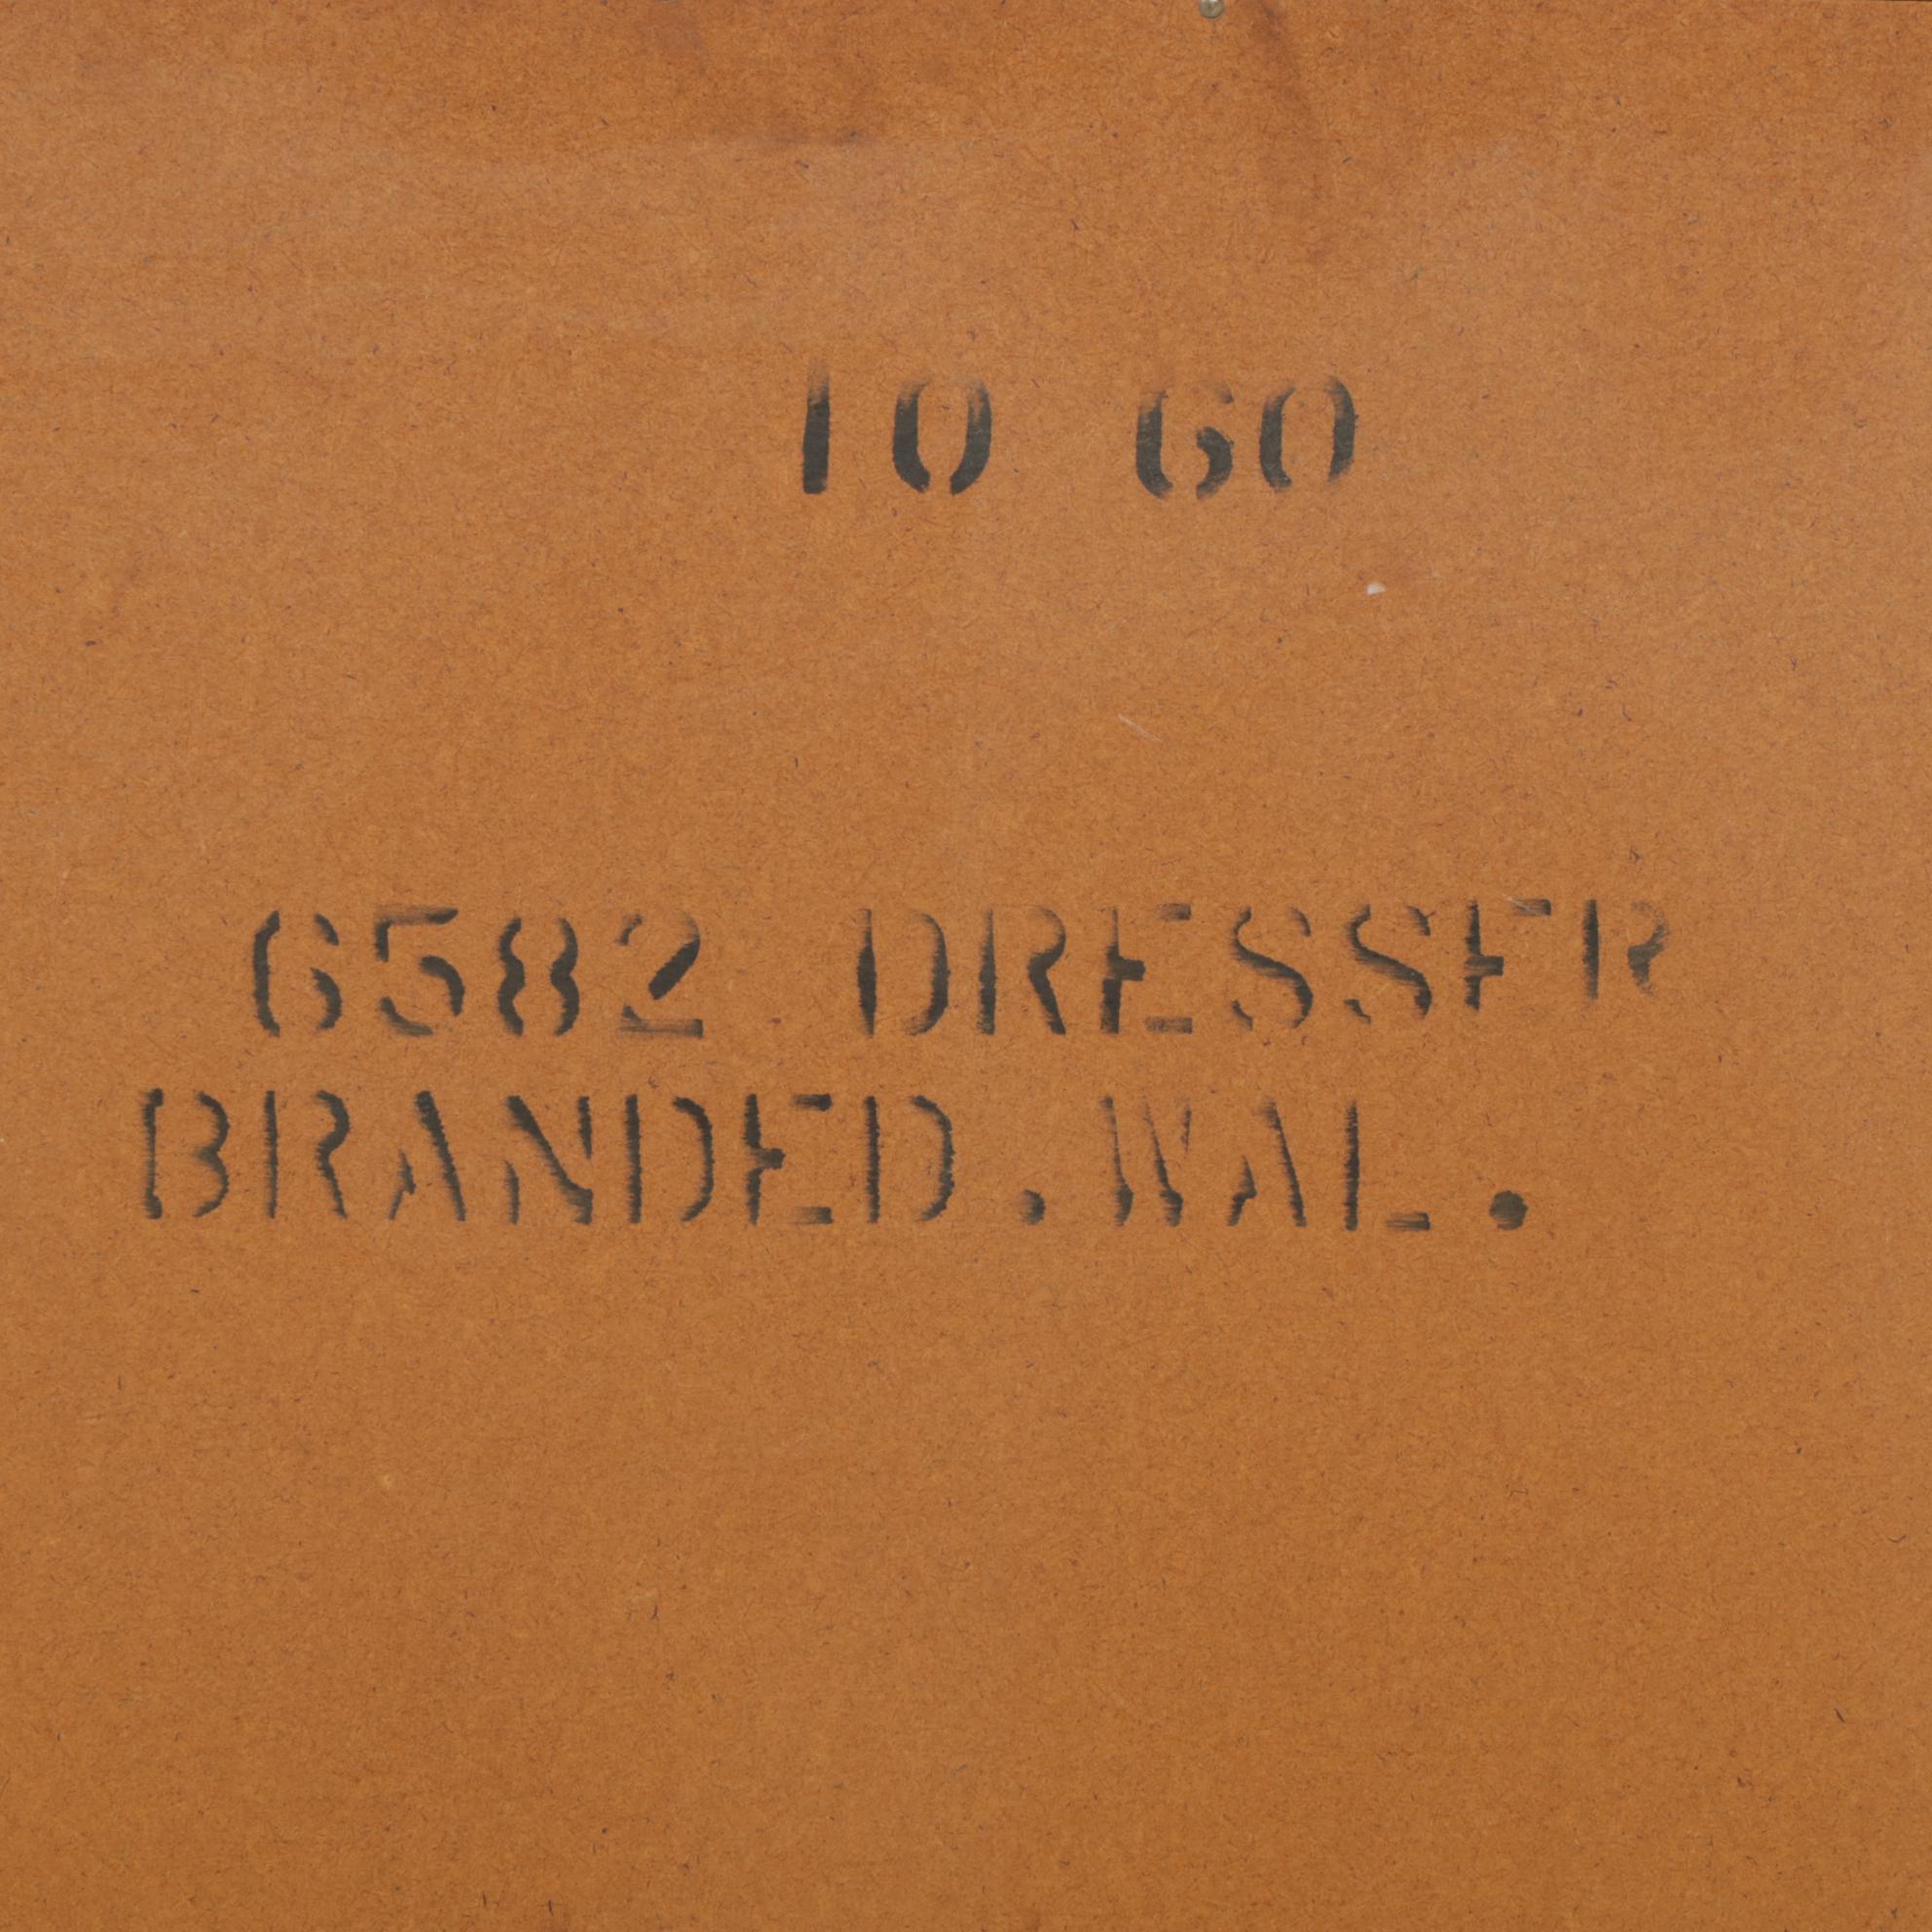 10 60
6582 DRESSER
BRANDED.WAL.